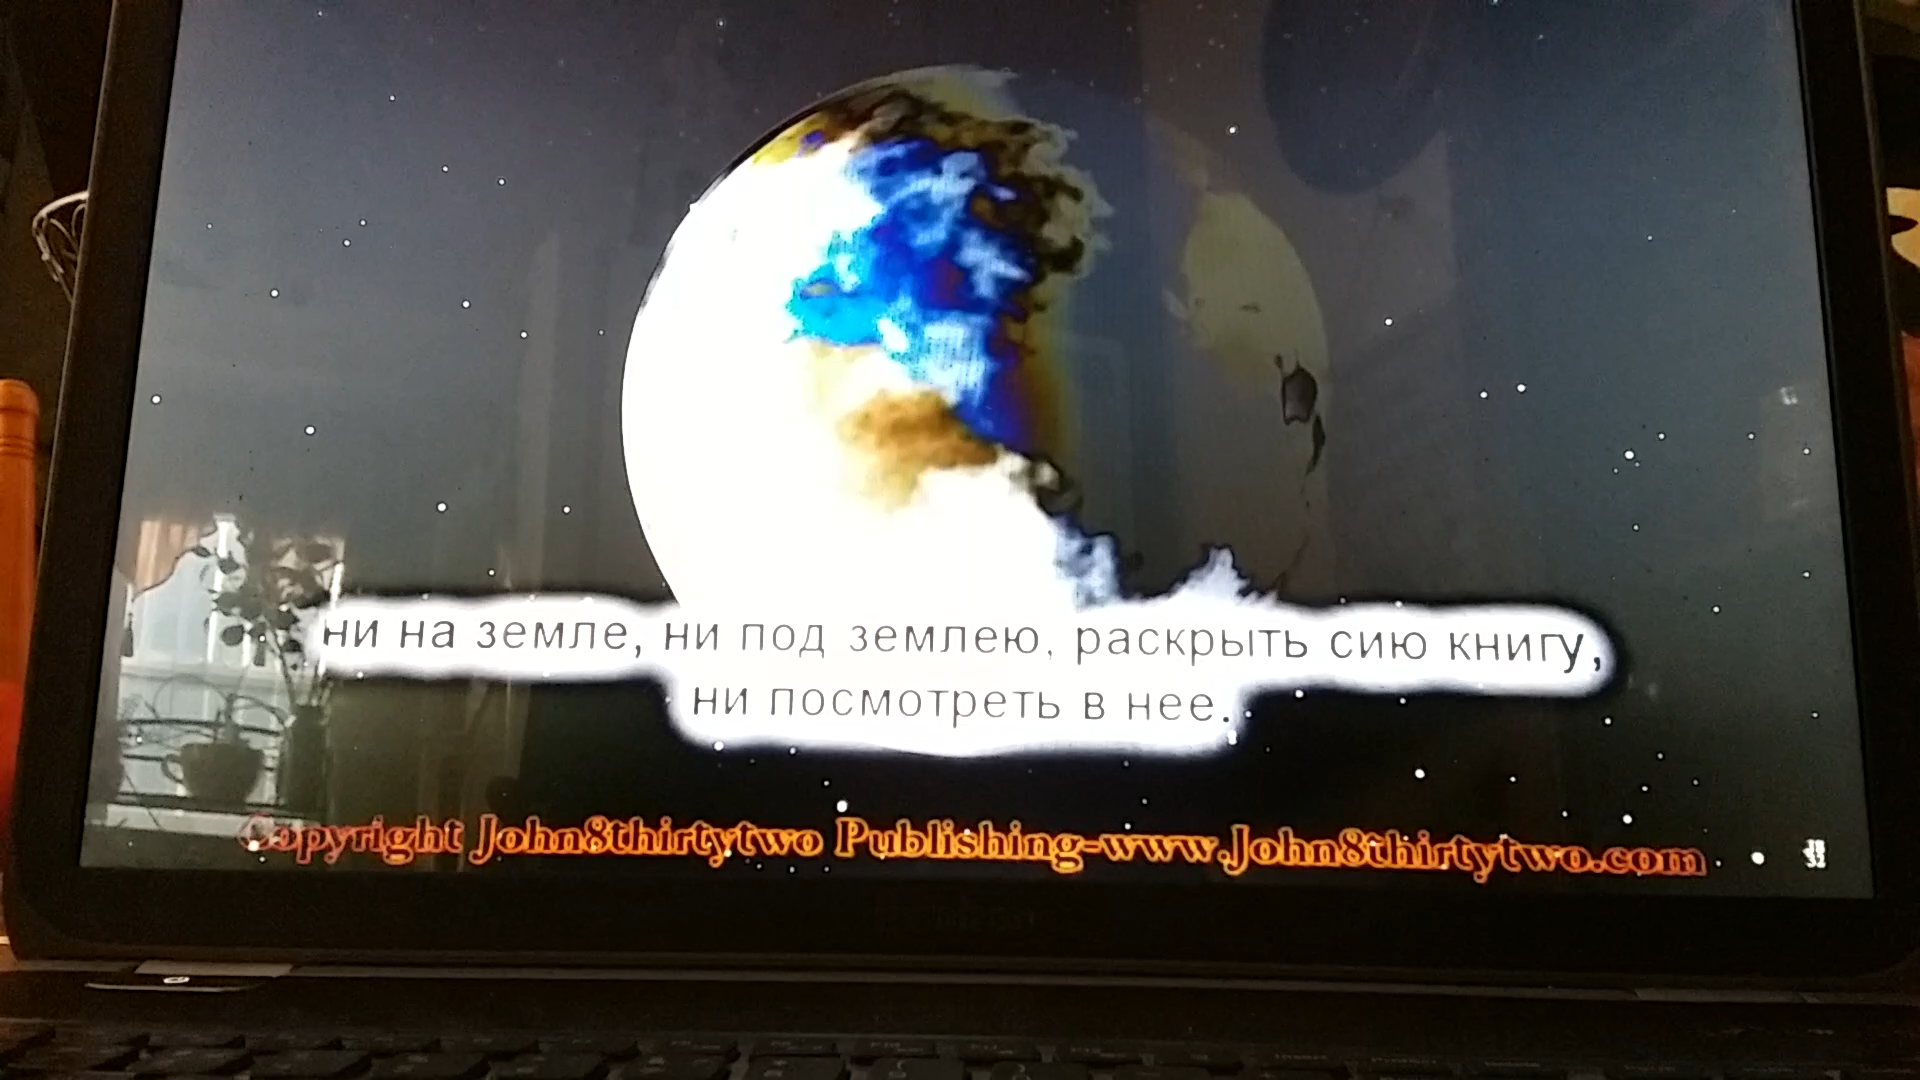 ни на земле, ни под землею, раскрыть сию книгу,
ни посмотреть в нее.
Copyright John8thirtytwo Publishing-www.John8thirtytwo.com